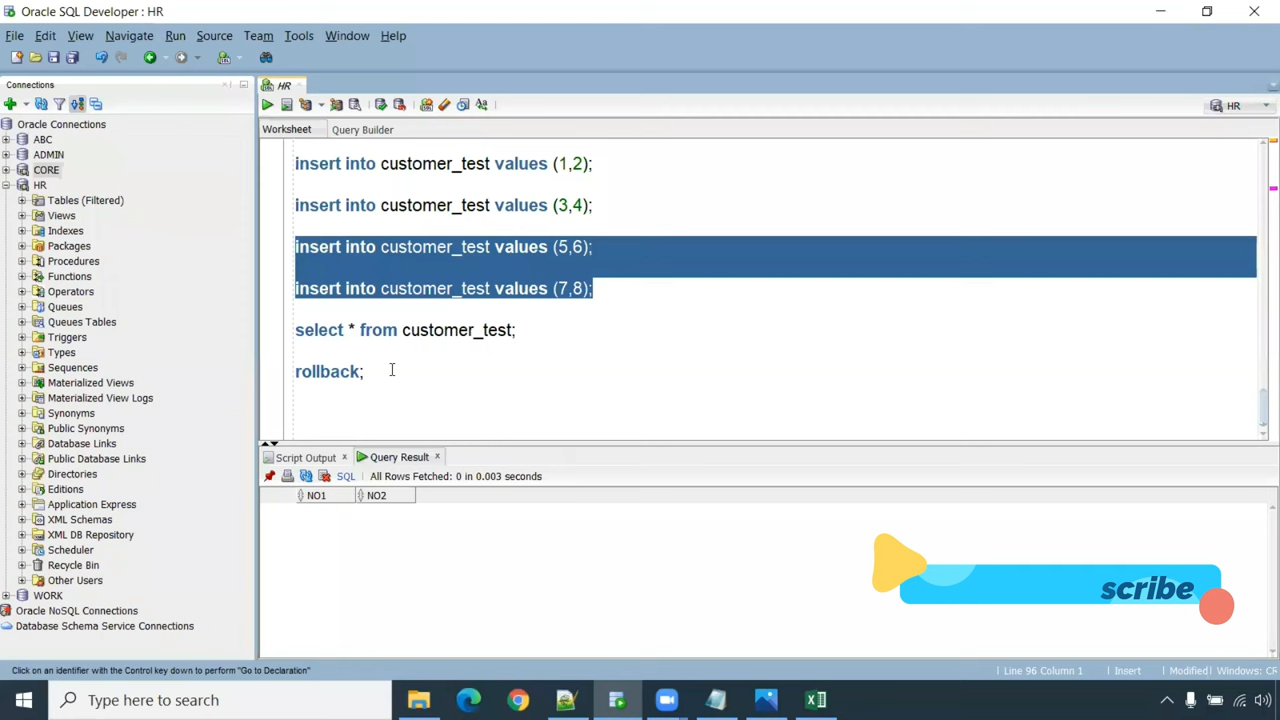 Oracle SQL Developer : HR
File Edit View Navigate Run Source Team Tools Window Help
Connections
Oracle Connections
ABC
ADMIN
CORE
HR
Tables (Filtered)
Views
Indexes
Packages
Procedures
Functions
Operators
Queues
Queues Tables
Triggers
Types
Sequences
Materialized Views
Materialized View Logs
Synonyms
Public Synonyms
Database Links
Public Database Links
Directories
Editions
Application Express
XML Schemas
XML DB Repository
Scheduler
Recycle Bin
Other Users
WORK
Oracle NoSQL Connections
Database Schema Service Connections
HR
HR
Worksheet Query Builder
insert into customer_test values (1,2);
insert into customer_test values (3,4);
insert into customer_test values (5,6);
insert into customer_test values (7,8);
select * from customer_test;
rollback;
Script Output Query Result
SQL All Rows Fetched: 0 in 0.003 seconds
NO1 NO2
scribe
Click on an identifier with the Control key down to perform "Go to Declaration"
Line 96 Column 1 Insert Modified Windows: CR
Type here to search